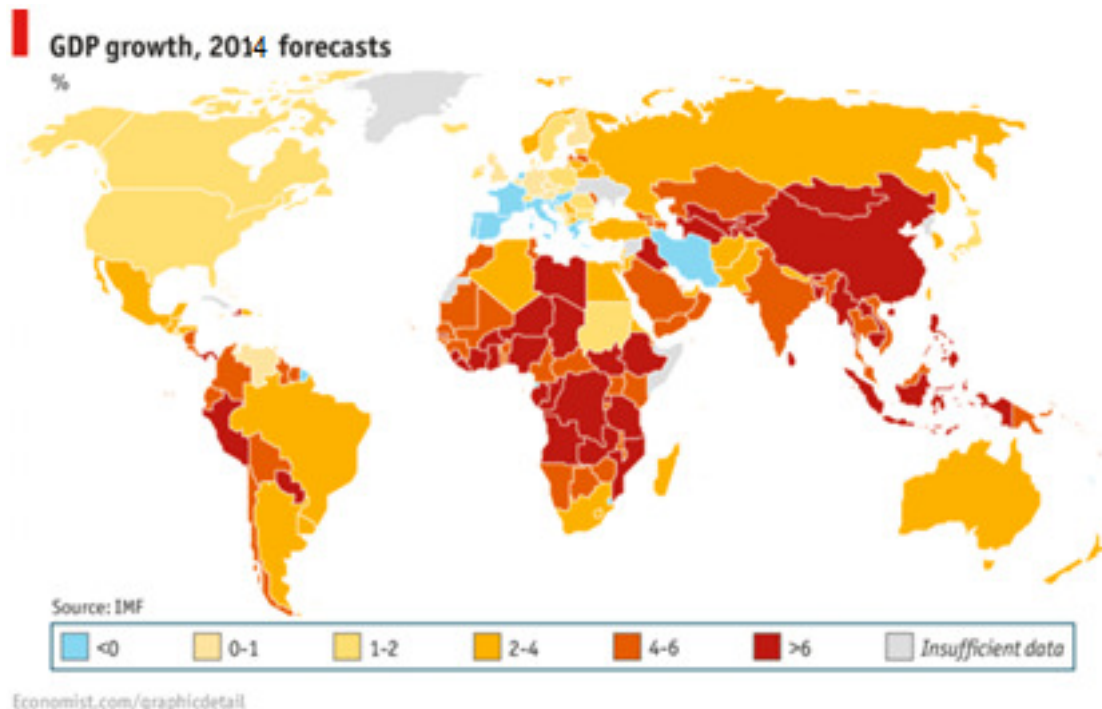 GDP growth, 2014 forecasts
%
Source: IMF
<0 0-1 1-2 2-4 4-6 >6 Insufficient data
Economist.com/graphicdetail